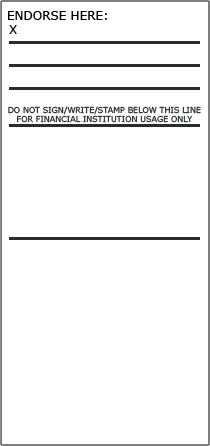 ENDORSE HERE:
X
DO NOT SIGN/WRITE/STAMP BELOW THIS LINE
FOR FINANCIAL INSTITUTION USAGE ONLY